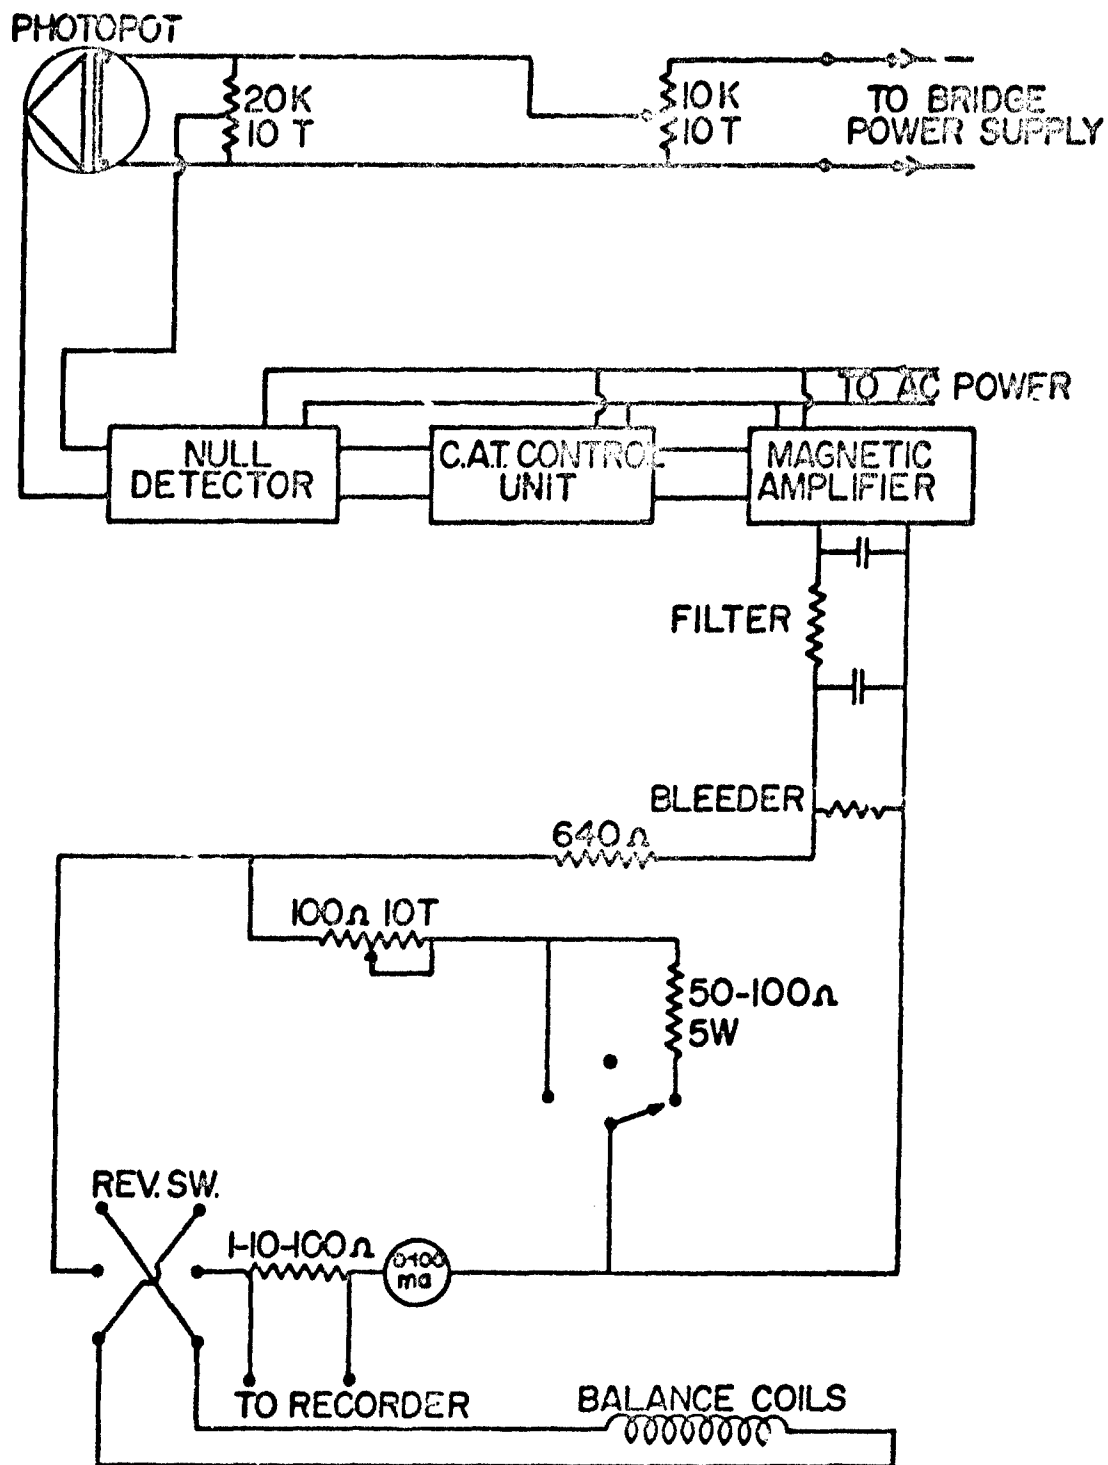 PHOTOPOT
20K
10T
10K
10T
TO BRIDGE
POWER SUPPLY
TO AC POWER
NULL
DETECTOR
C.A.T. CONTROL
UNIT
MAGNETIC
AMPLIFIER
FILTER
BLEEDER
640Ω
100Ω 10T
50-100Ω
5W
REV. SW.
1-10-100Ω
0-100
ma
TO RECORDER
BALANCE COILS